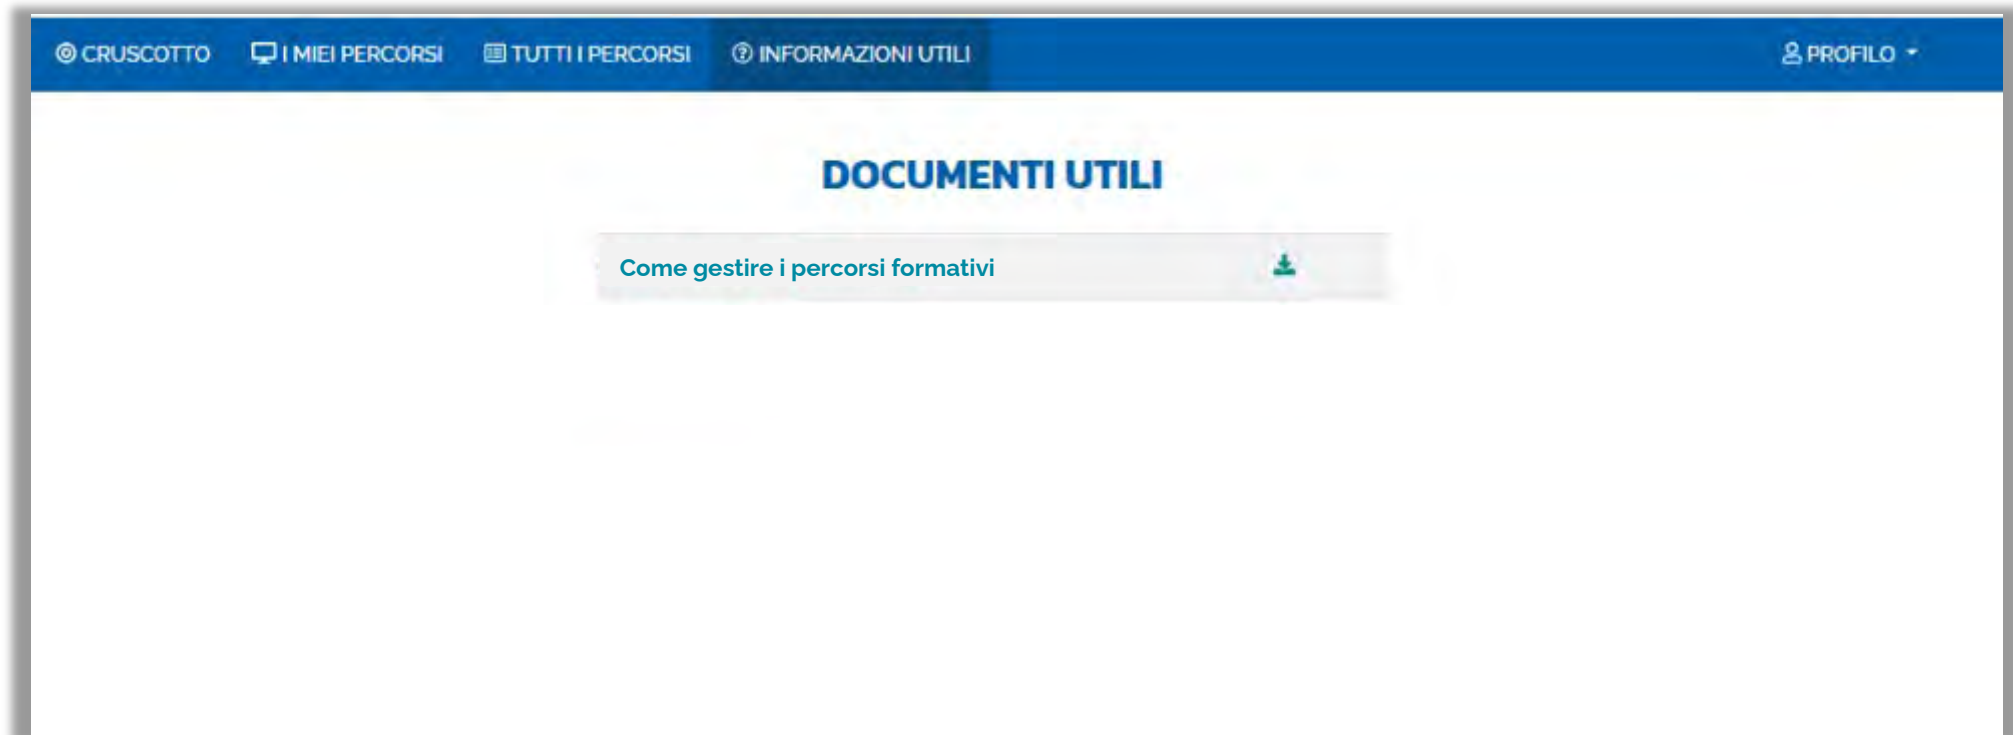 CRUSCOTTO I MIEI PERCORSI TUTTI I PERCORSI INFORMAZIONI UTILI PROFILO
DOCUMENTI UTILI
Come gestire i percorsi formativi